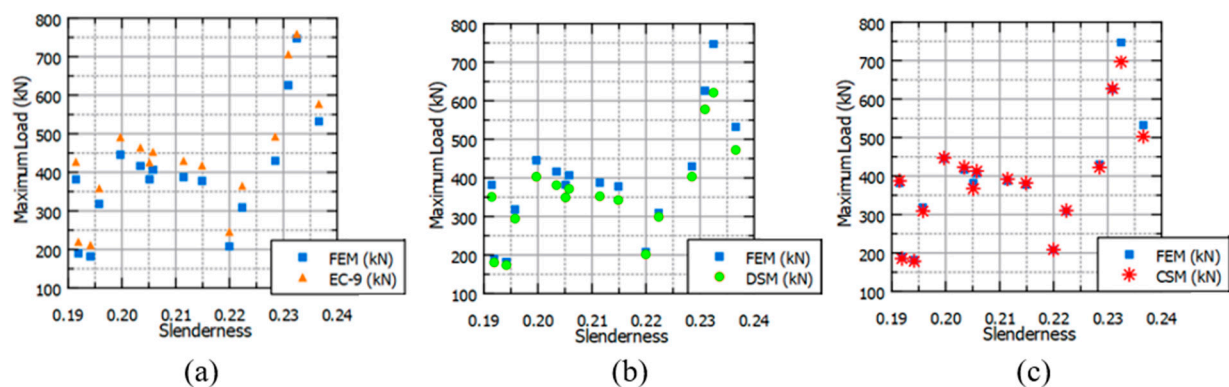 800
700
600
500
400
300
200
100
Maximum Load (kN)
FEM (kN)
EC-9 (kN)
0.19 0.20 0.21 0.22 0.23 0.24
Slenderness
(a)
800
700
600
500
400
300
200
100
Maximum Load (kN)
FEM (kN)
DSM (kN)
0.19 0.20 0.21 0.22 0.23 0.24
Slenderness
(b)
800
700
600
500
400
300
200
100
Maximum Load (kN)
FEM (kN)
CSM (kN)
0.19 0.20 0.21 0.22 0.23 0.24
Slenderness
(c)